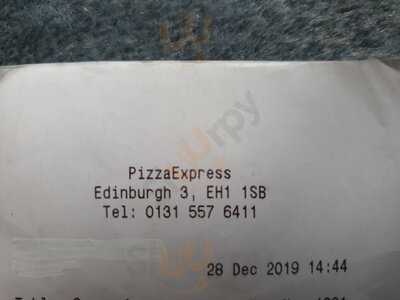 PizzaExpress
Edinburgh 3, EH1 1SB
Tel: 0131 557 6411
28 Dec 2019 14:44